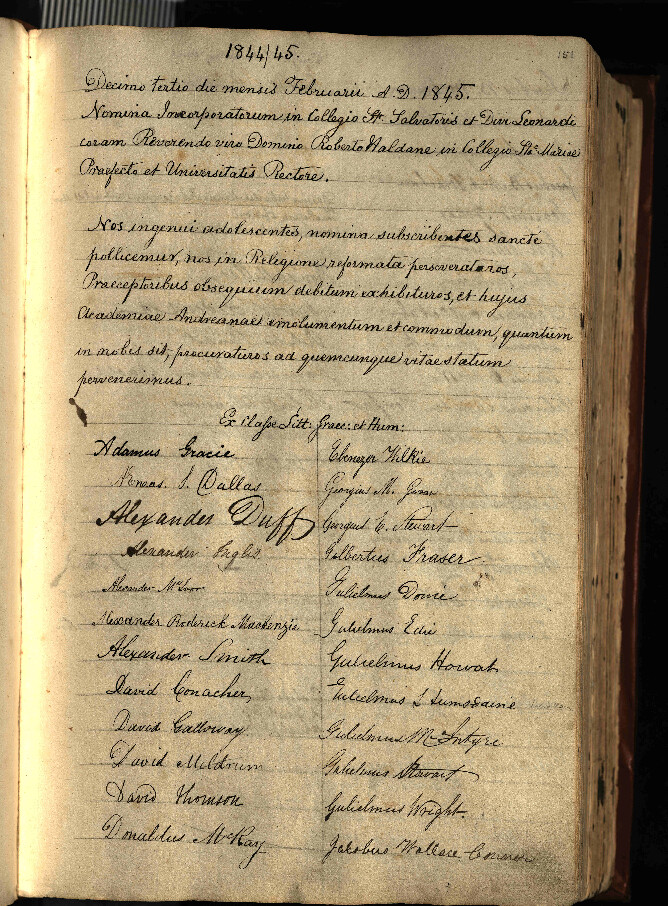 1844/45.
151
Decimo tertio die mensis Februarii A. D. 1845.
Nomina Incorporatorum in Collegio Sti. Salvatoris et Divi Leonardi
coram Reverendo viro Domino Roberto Haldane in Collegio Stae. Mariae
Praefecto et Universitatis Rectore.
Nos ingenui adolescentes, nomina subscribentes sancte
pollicemur, nos in Religione reformata perseveraturos,
Praeceptoribus obsequium debitum exhibituros, et hujus
Academiae Andreanae emolumentum et commodum, quantum
in nobis sit, procuraturos ad quemcunque vitae statum
pervenerimus.
Ex Classe Litt: Graec: et Hum:
Adamus Gracie
Dallas
Alexander Duff
Alexander Inglis
Alexander
Alexander Roderick Mackenzie
Alexander Smith
David Conacher
David Galloway
David Meldrum
David Thomson
Donaldus McKay
Ebenezer Wilkie
Georgius M.
Georgius E. Stewart
Gilbertus Fraser
Gulielmus
Gulielmus Edie
Gulielmus Howat
Gulielmus L Lumsdaine
Gulielmus McIntyre
Gulielmus Stewart
Gulielmus Wright.
Jacobus Wallace